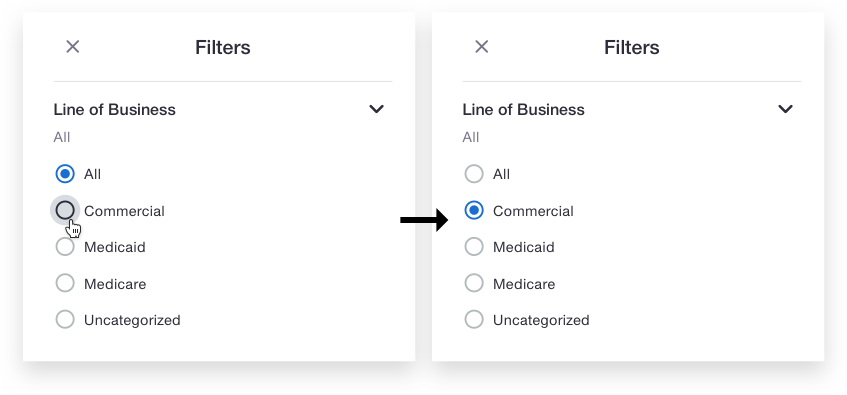 Filters
Line of Business
All
All
Commercial
Medicaid
Medicare
Uncategorized
Filters
Line of Business
All
All
Commercial
Medicaid
Medicare
Uncategorized